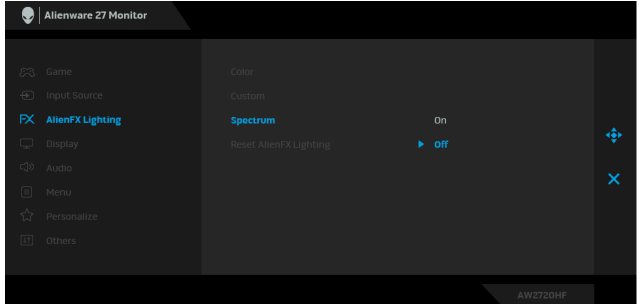 Alienware 27 Monitor
Game
Color
Input Source
Custom
FX AlienFX Lighting
Spectrum On
Display
Reset AlienFX Lighting Off
Audio
Menu
Personalize
Others
AW2720HF